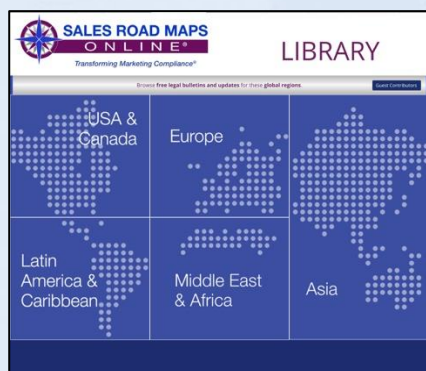 SALES ROAD MAPS
ONLINE®
Transforming Marketing Compliance®
LIBRARY
Browse free legal bulletins and updates for these global regions
Guest Contributors
USA &
Canada
Europe
Latin
America &
Caribbean
Middle East
& Africa
Asia